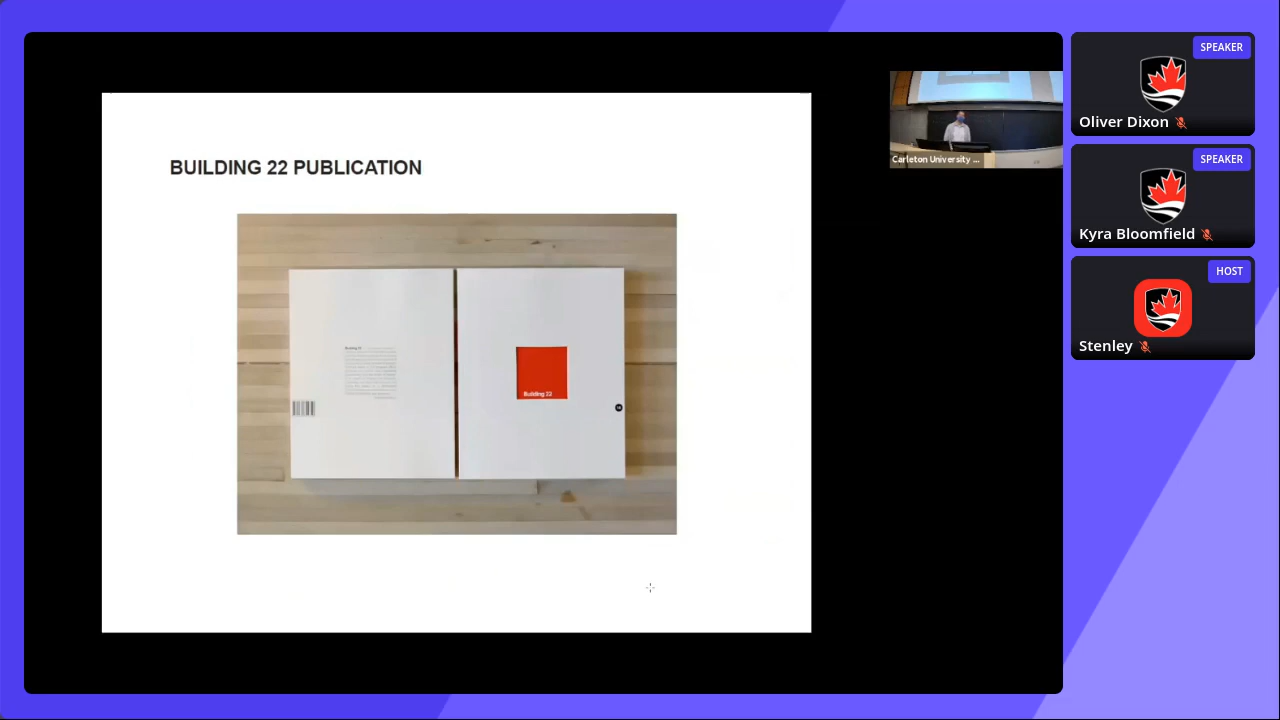 BUILDING 22 PUBLICATION
Building 22
Carleton University ...
SPEAKER
Oliver Dixon
SPEAKER
Kyra Bloomfield
HOST
Stenley